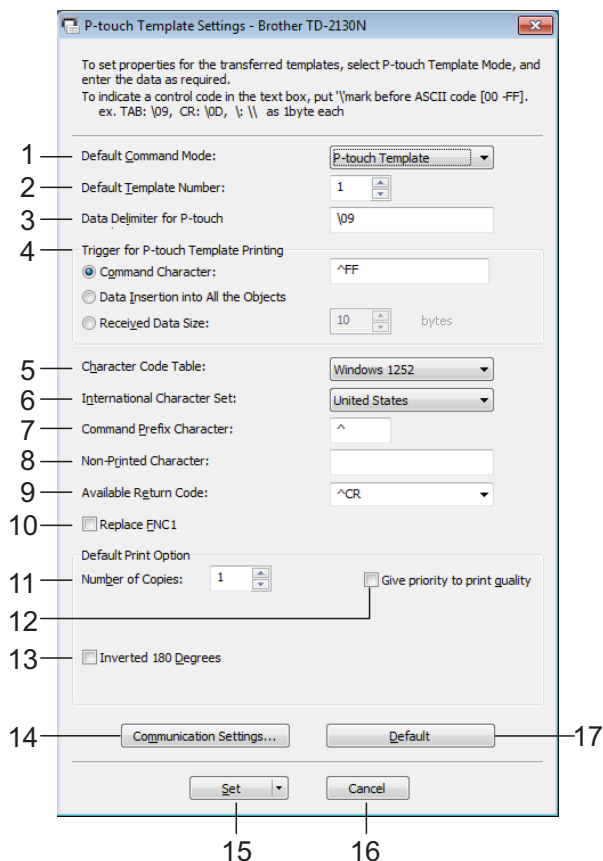 P-touch Template Settings - Brother TD-2130N
To set properties for the transferred templates, select P-touch Template Mode, and
enter the data as required.
To indicate a control code in the text box, put '\'mark before ASCII code [00 -FF].
ex. TAB: \09, CR: \0D, \: \\ as 1byte each
1 Default Command Mode: P-touch Template
2 Default Template Number: 1
3 Data Delimiter for P-touch \09
4 Trigger for P-touch Template Printing
Command Character: ^FF
Data Insertion into All the Objects
Received Data Size: 10 bytes
5 Character Code Table: Windows 1252
6 International Character Set: United States
7 Command Prefix Character: ^
8 Non-Printed Character:
9 Available Return Code: ^CR
10 Replace FNC1
Default Print Option
11 Number of Copies: 1 Give priority to print quality
12
13 Inverted 180 Degrees
14 Communication Settings... Default 17
Set Cancel
15 16